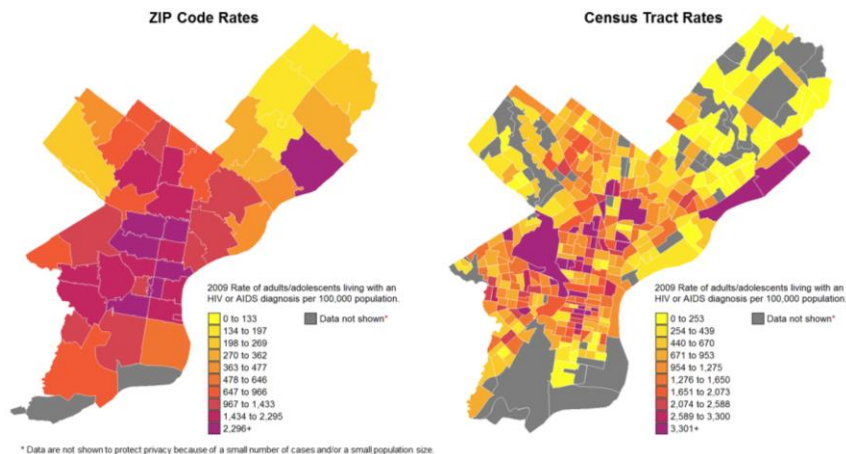 ZIP Code Rates
Census Tract Rates
2009 Rate of adults/adolescents living with an
HIV or AIDS diagnosis per 100,000 population.
0 to 133
134 to 197
198 to 269
270 to 362
363 to 477
478 to 646
647 to 966
967 to 1,433
1,434 to 2,295
2,296+
Data not shown*
2009 Rate of adults/adolescents living with an
HIV or AIDS diagnosis per 100,000 population.
0 to 253
254 to 439
440 to 670
671 to 953
954 to 1,275
1,276 to 1,650
1,651 to 2,073
2,074 to 2,588
2,589 to 3,300
3,301+
Data not shown*
* Data are not shown to protect privacy because of a small number of cases and/or a small population size.